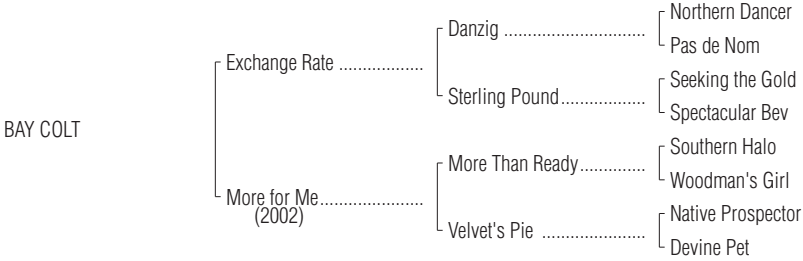 Northern Dancer
Danzig ..............................
Pas de Nom
Exchange Rate ..................
Seeking the Gold
Sterling Pound..................
Spectacular Bev
BAY COLT
Southern Halo
More Than Ready..............
Woodman's Girl
More for Me......................
(2002)
Native Prospector
Velvet's Pie ......................
Devine Pet